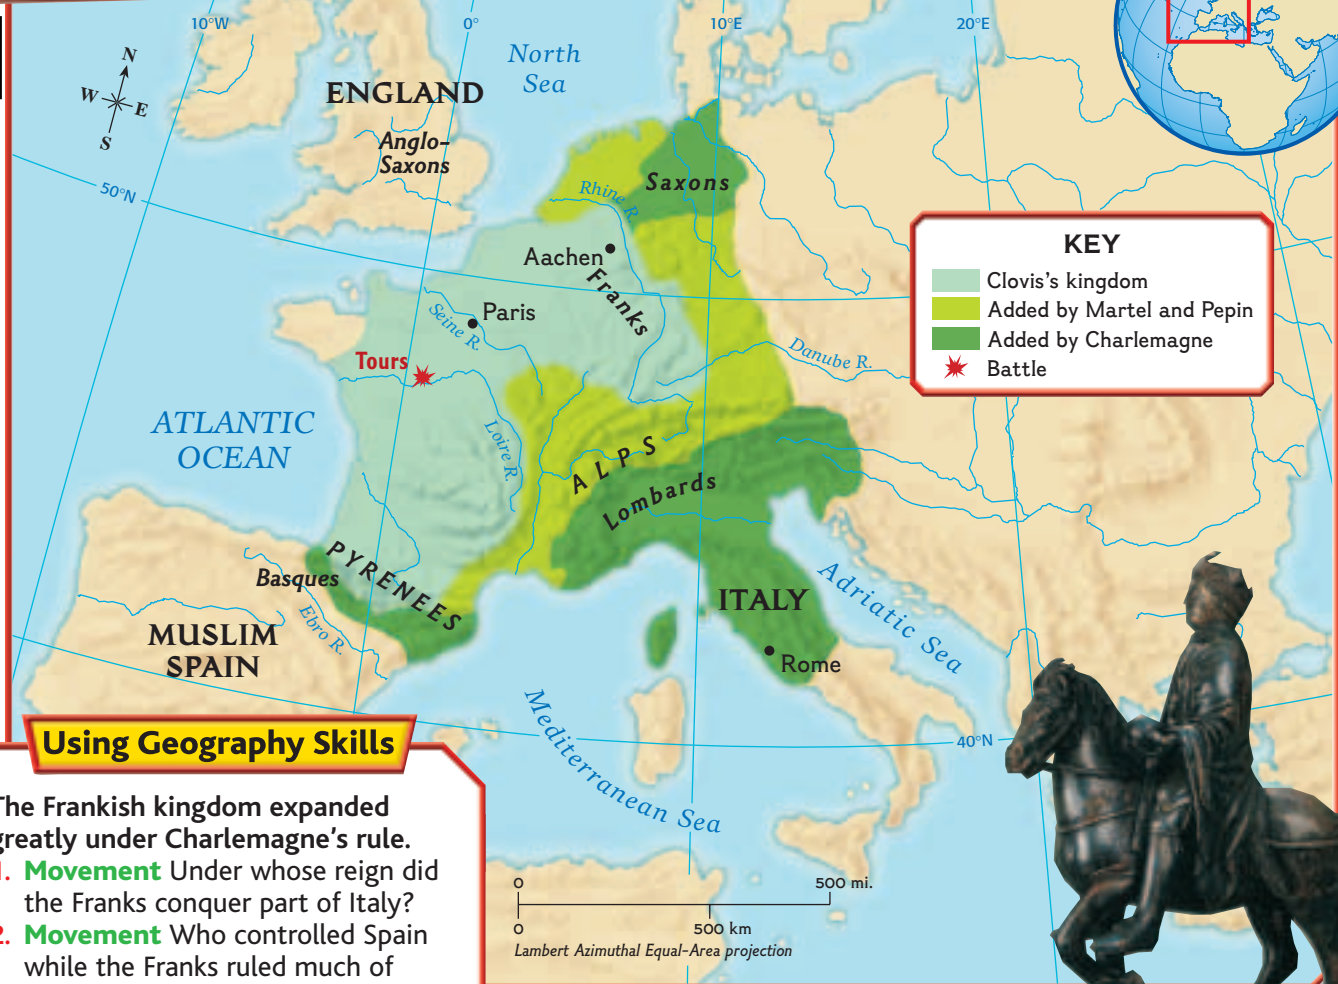 10°W
0°
10°E
20°E
North
Sea
N
W
E
S
ENGLAND
Anglo-
Saxons
50°N
Rhine R.
Saxons
Aachen
Franks
Paris
Seine R.
Tours
Danube R.
KEY
Clovis's kingdom
Added by Martel and Pepin
Added by Charlemagne
Battle
ATLANTIC
OCEAN
Loire R.
ALPS
Lombards
PYRENEES
Basques
Ebro R.
MUSLIM
SPAIN
ITALY
Adriatic Sea
Rome
Mediterranean Sea
40°N
Using Geography Skills
The Frankish kingdom expanded
greatly under Charlemagne's rule.
1. Movement Under whose reign did
the Franks conquer part of Italy?
2. Movement Who controlled Spain
while the Franks ruled much of
0
500 mi.
0
500 km
Lambert Azimuthal Equal-Area projection